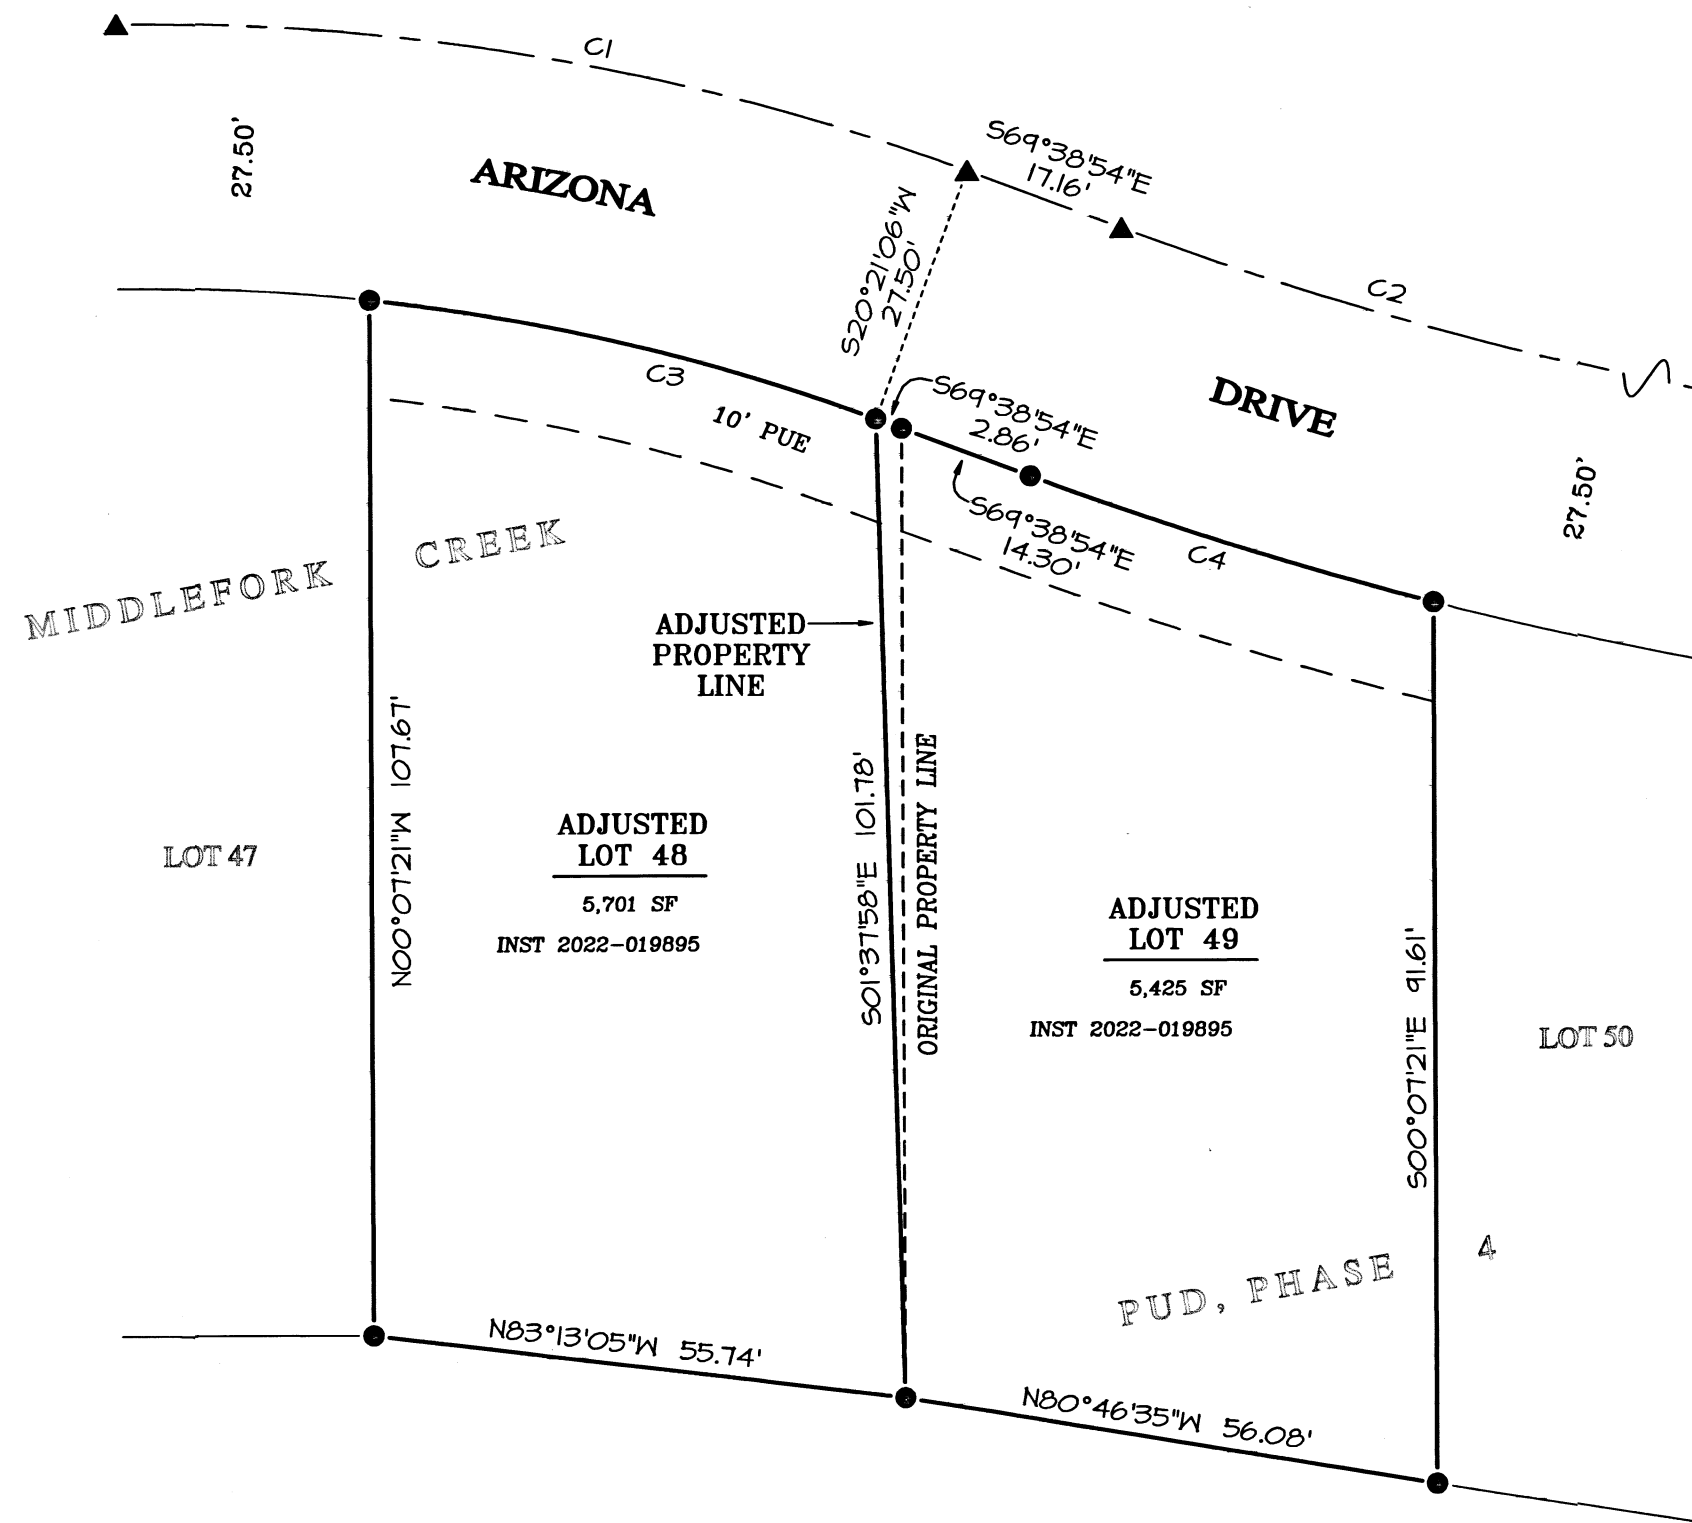 C1
27.50'
ARIZONA
S69°38'54"E
17.16'
S20°21'06"W
27.50'
C2
C3
10' PUE
S69°38'54"E
2.86'
DRIVE
27.50'
S69°38'54"E
14.30'
C4
MIDDLEFORK CREEK
ADJUSTED
PROPERTY
LINE
N00°07'21"W 107.67'
S01°37'58"E 101.78'
ORIGINAL PROPERTY LINE
LOT 47
ADJUSTED
LOT 48
5,701 SF
INST 2022-019895
ADJUSTED
LOT 49
5,425 SF
INST 2022-019895
S00°07'21"E 91.61'
LOT 50
PUD, PHASE 4
N83°13'05"W 55.74'
N80°46'35"W 56.08'